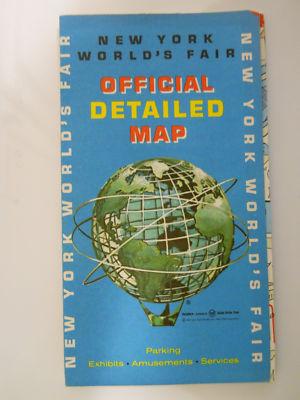 NEW YORK
WORLD'S FAIR
OFFICIAL
DETAILED
MAP
NEW YORK WORLD'S FAIR
NEW YORK WORLD'S FAIR
Parking
Exhibits • Amusements • Services